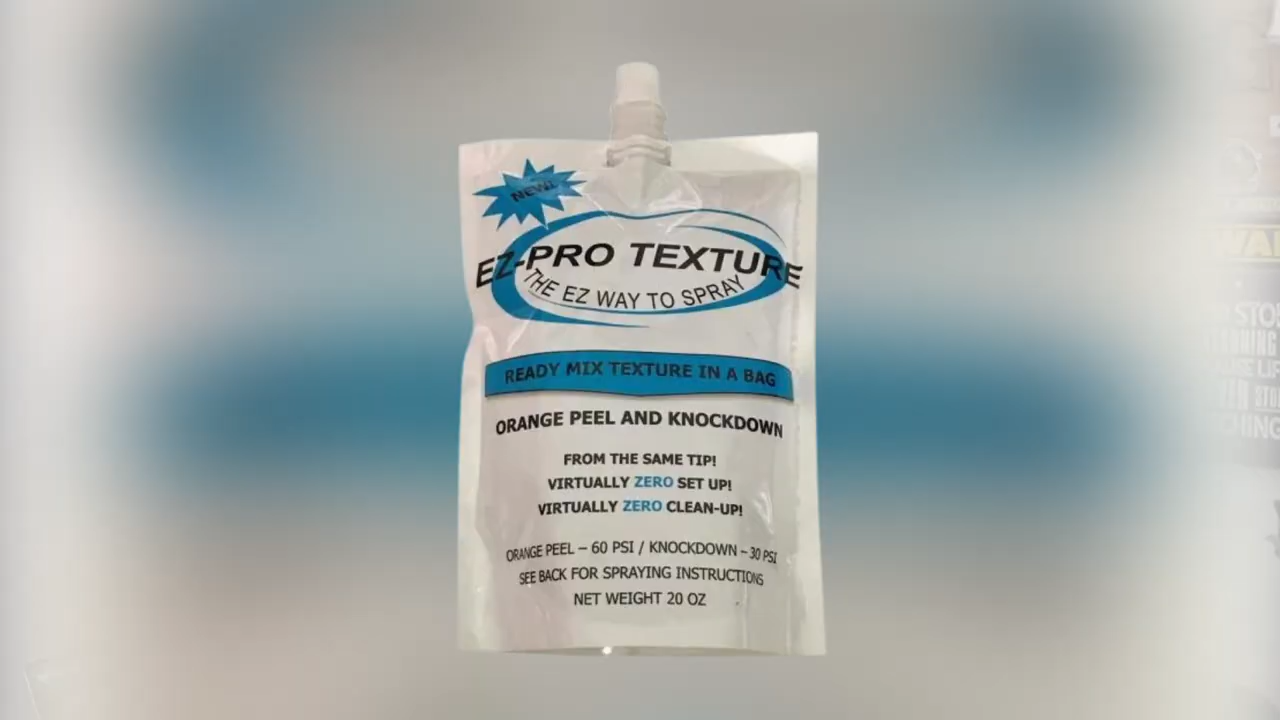 NEW!
EZ-PRO TEXTURE
THE EZ WAY TO SPRAY
READY MIX TEXTURE IN A BAG
ORANGE PEEL AND KNOCKDOWN
FROM THE SAME TIP!
VIRTUALLY ZERO SET UP!
VIRTUALLY ZERO CLEAN-UP!
ORANGE PEEL – 60 PSI / KNOCKDOWN – 30 PSI
SEE BACK FOR SPRAYING INSTRUCTIONS
NET WEIGHT 20 OZ